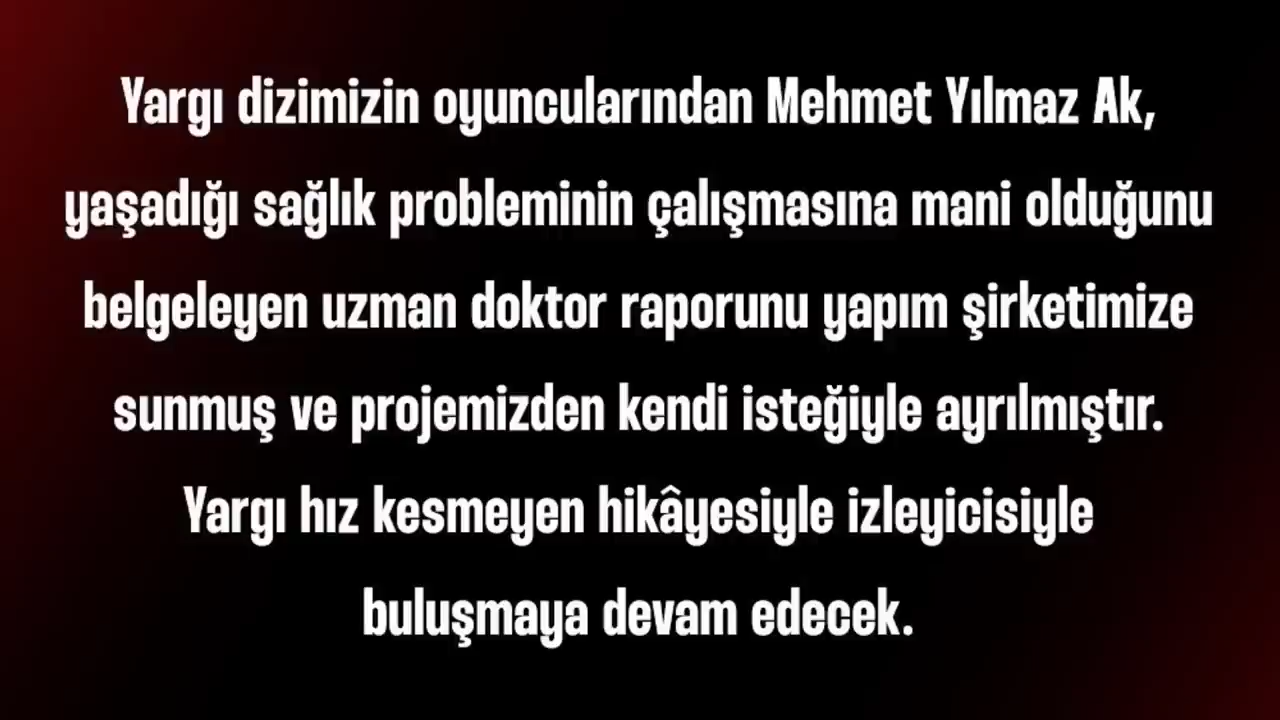 Yargı dizimizin oyuncularından Mehmet Yılmaz Ak,
yaşadığı sağlık probleminin çalışmasına mani olduğunu
belgeleyen uzman doktor raporunu yapım şirketimize
sunmuş ve projemizden kendi isteğiyle ayrılmıştır.
Yargı hız kesmeyen hikâyesiyle izleyicisiyle
buluşmaya devam edecek.